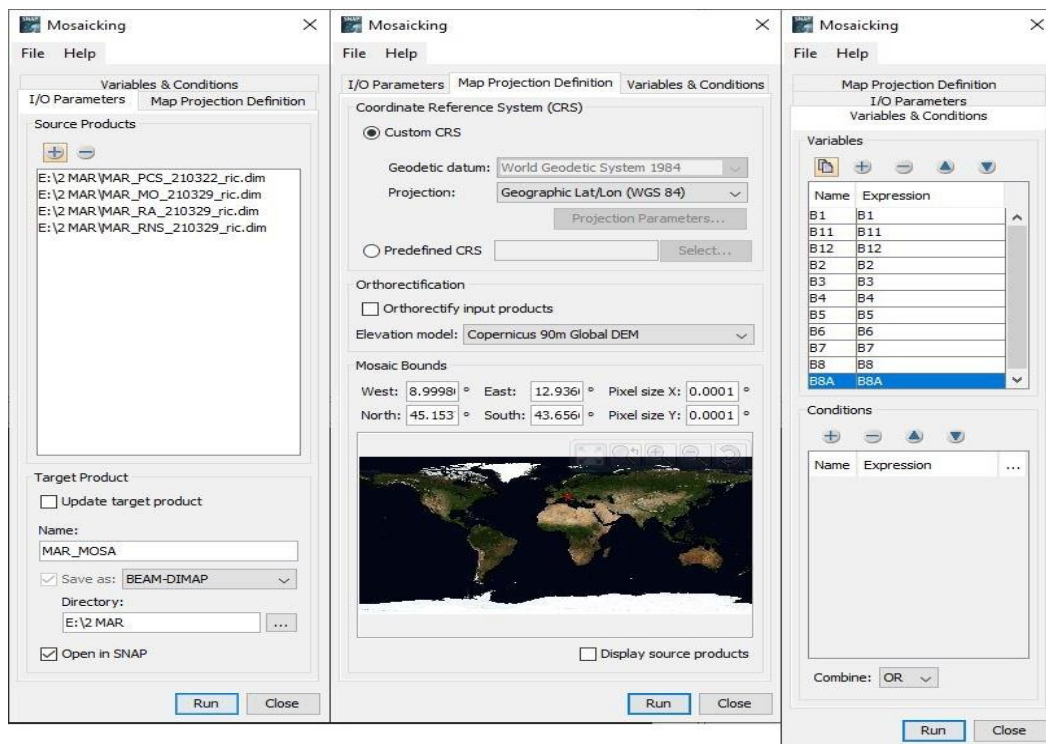 Mosaicking
File Help
Variables & Conditions
I/O Parameters Map Projection Definition
Source Products
E:\2 MAR\MAR_PCS_210322_ric.dim
E:\2 MAR\MAR_MO_210329_ric.dim
E:\2 MAR\MAR_RA_210329_ric.dim
E:\2 MAR\MAR_RNS_210329_ric.dim
Target Product
Update target product
Name:
MAR_MOSA
Save as: BEAM-DIMAP
Directory:
E:\2 MAR ...
Open in SNAP
Run Close
Mosaicking
File Help
I/O Parameters Map Projection Definition Variables & Conditions
Coordinate Reference System (CRS)
Custom CRS
Geodetic datum: World Geodetic System 1984
Projection: Geographic Lat/Lon (WGS 84)
Projection Parameters...
Predefined CRS Select...
Orthorectification
Orthorectify input products
Elevation model: Copernicus 90m Global DEM
Mosaic Bounds
West: 8.9998 ° East: 12.936 ° Pixel size X: 0.0001 °
North: 45.153 ° South: 43.656 ° Pixel size Y: 0.0001 °
Display source products
Run Close
Mosaicking
File Help
Map Projection Definition
I/O Parameters
Variables & Conditions
Variables
Name Expression
B1 B1
B11 B11
B12 B12
B2 B2
B3 B3
B4 B4
B5 B5
B6 B6
B7 B7
B8 B8
B8A B8A
Conditions
Name Expression ...
Combine: OR
Run Close